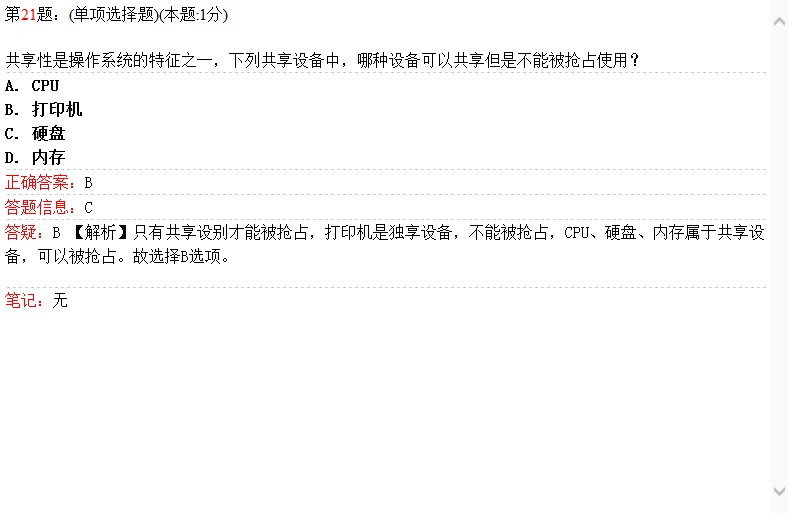 第21题：(单项选择题)(本题:1分)
共享性是操作系统的特征之一，下列共享设备中，哪种设备可以共享但是不能被抢占使用？
A. CPU
B. 打印机
C. 硬盘
D. 内存
正确答案：B
答题信息：C
答疑：B 【解析】只有共享设别才能被抢占，打印机是独享设备，不能被抢占，CPU、硬盘、内存属于共享设
备，可以被抢占。故选择B选项。
笔记：无